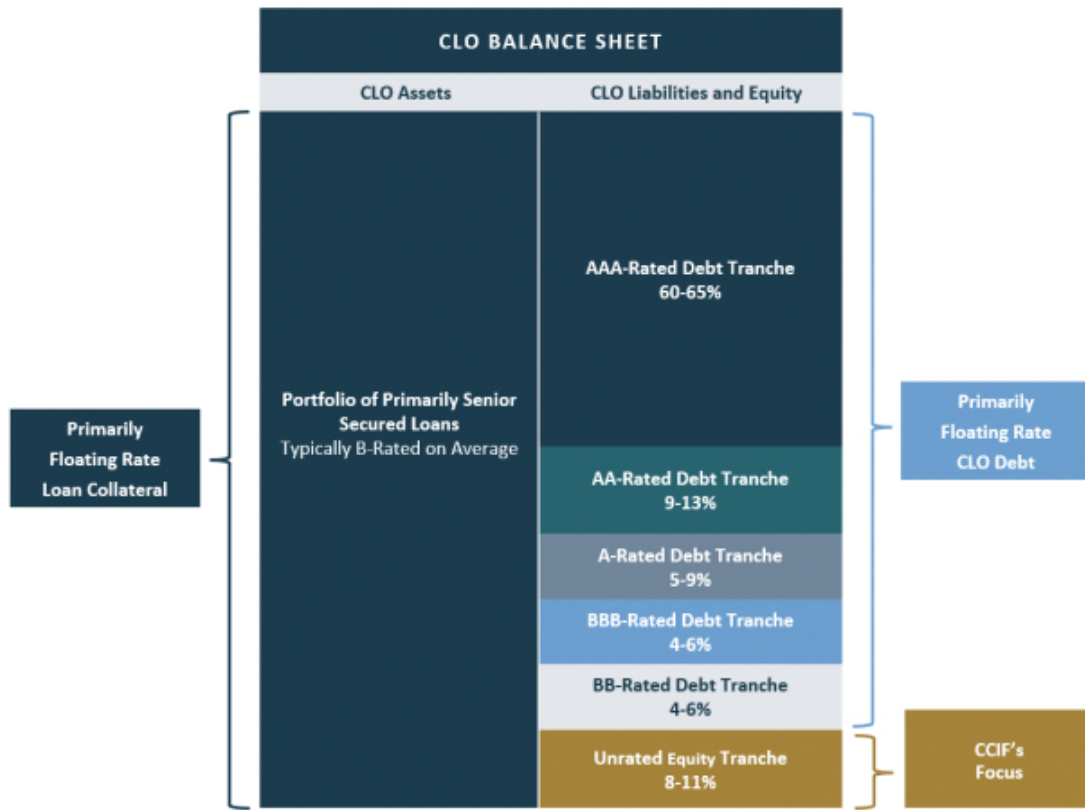 CLO BALANCE SHEET
CLO Assets
CLO Liabilities and Equity
Primarily
Floating Rate
Loan Collateral
Portfolio of Primarily Senior
Secured Loans
Typically B-Rated on Average
AAA-Rated Debt Tranche
60-65%
AA-Rated Debt Tranche
9-13%
A-Rated Debt Tranche
5-9%
BBB-Rated Debt Tranche
4-6%
BB-Rated Debt Tranche
4-6%
Unrated Equity Tranche
8-11%
Primarily
Floating Rate
CLO Debt
CCIF's
Focus